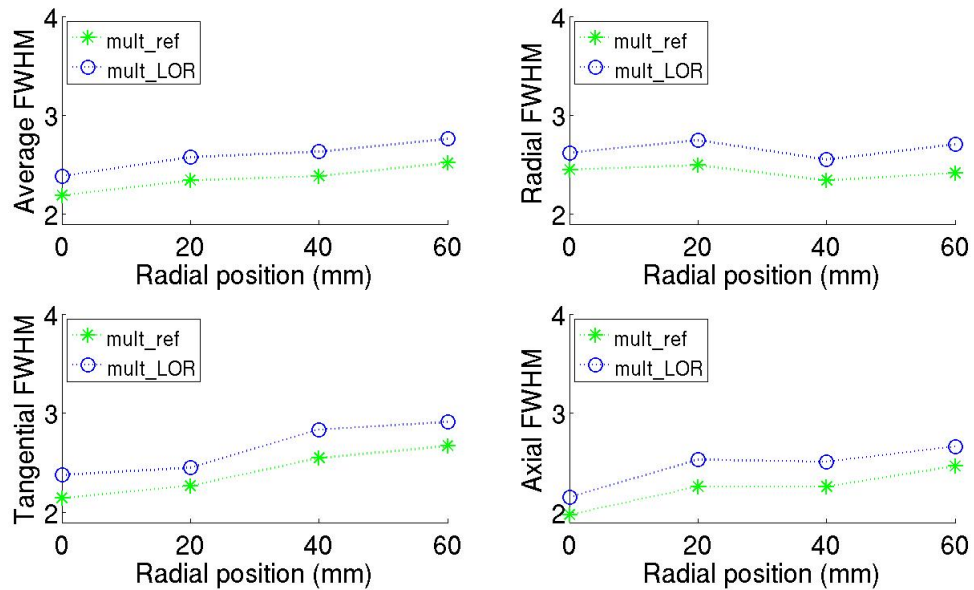 Average FWHM
4
3
2
mult_ref
mult_LOR
0 20 40 60
Radial position (mm)
Radial FWHM
4
3
2
mult_ref
mult_LOR
0 20 40 60
Radial position (mm)
Tangential FWHM
4
3
2
mult_ref
mult_LOR
0 20 40 60
Radial position (mm)
Axial FWHM
4
3
2
mult_ref
mult_LOR
0 20 40 60
Radial position (mm)